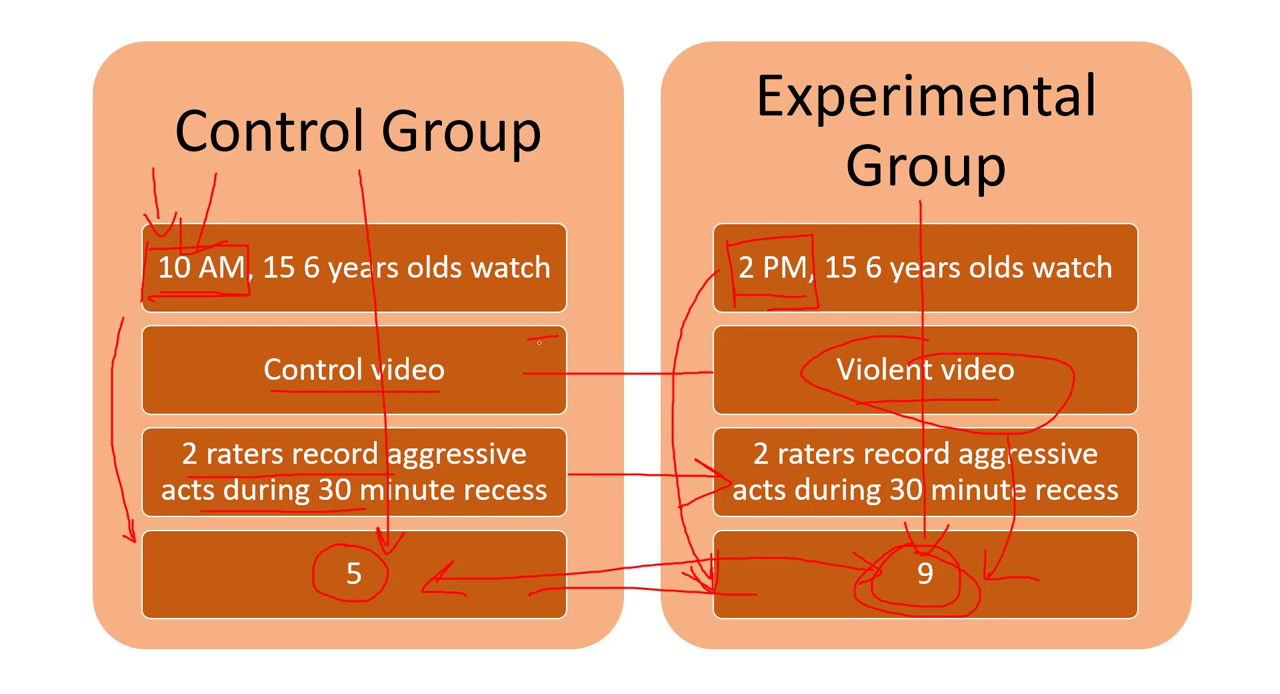 Control Group
10 AM, 15 6 years olds watch
Control video
2 raters record aggressive
acts during 30 minute recess
5
Experimental
Group
2 PM, 15 6 years olds watch
Violent video
2 raters record aggressive
acts during 30 minute recess
9